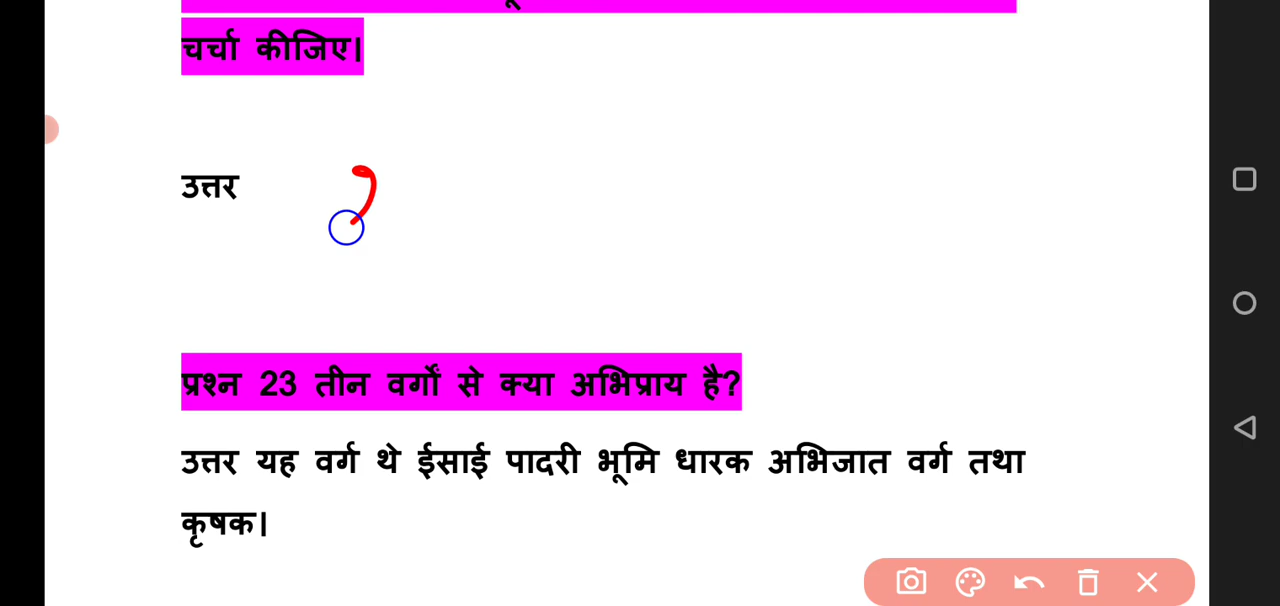 चर्चा कीजिए।
उत्तर
प्रश्न 23 तीन वर्गों से क्या अभिप्राय है?
उत्तर यह वर्ग थे ईसाई पादरी भूमि धारक अभिजात वर्ग तथा
कृषक।